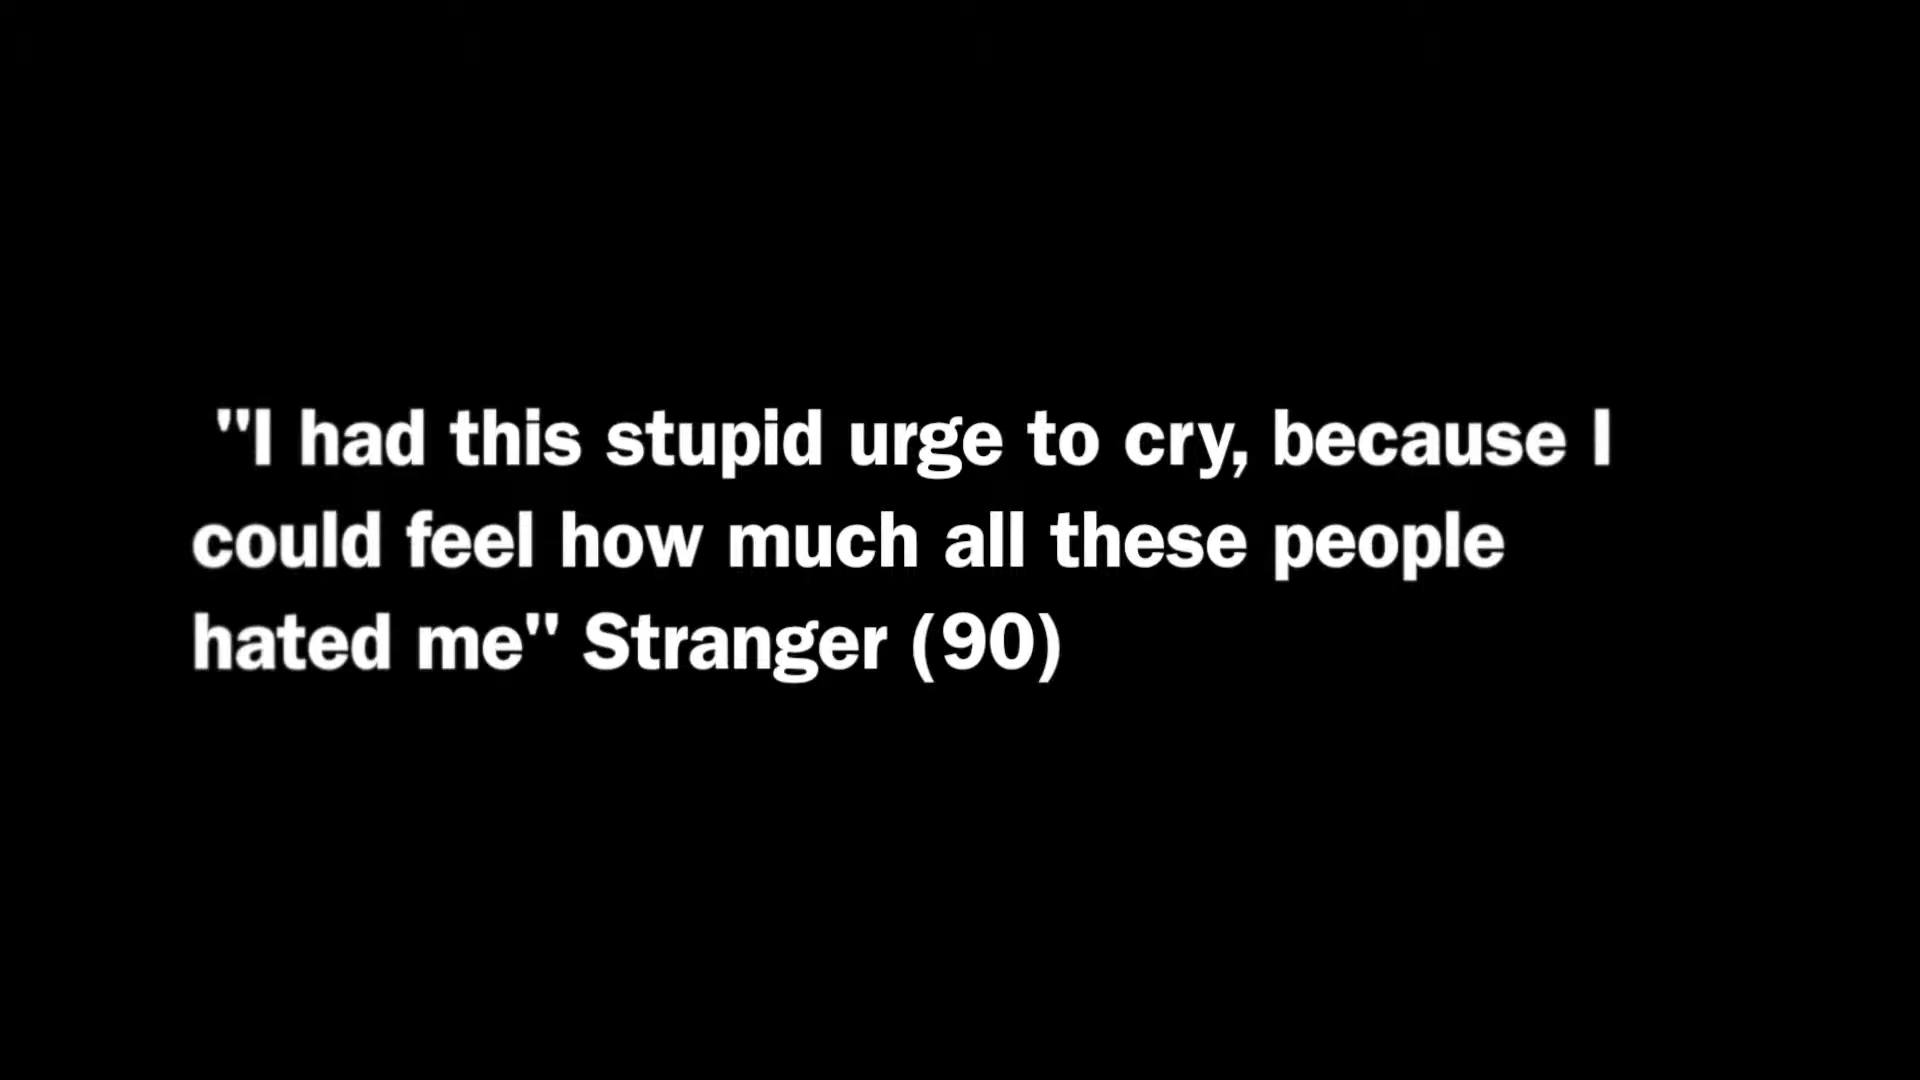 "I had this stupid urge to cry, because I
could feel how much all these people
hated me" Stranger (90)